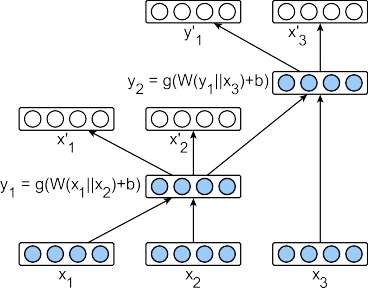 y'₁ x'₃
y₂ = g(W(y₁||x₃)+b)
x'₁ x'₂
y₁ = g(W(x₁||x₂)+b)
x₁ x₂ x₃